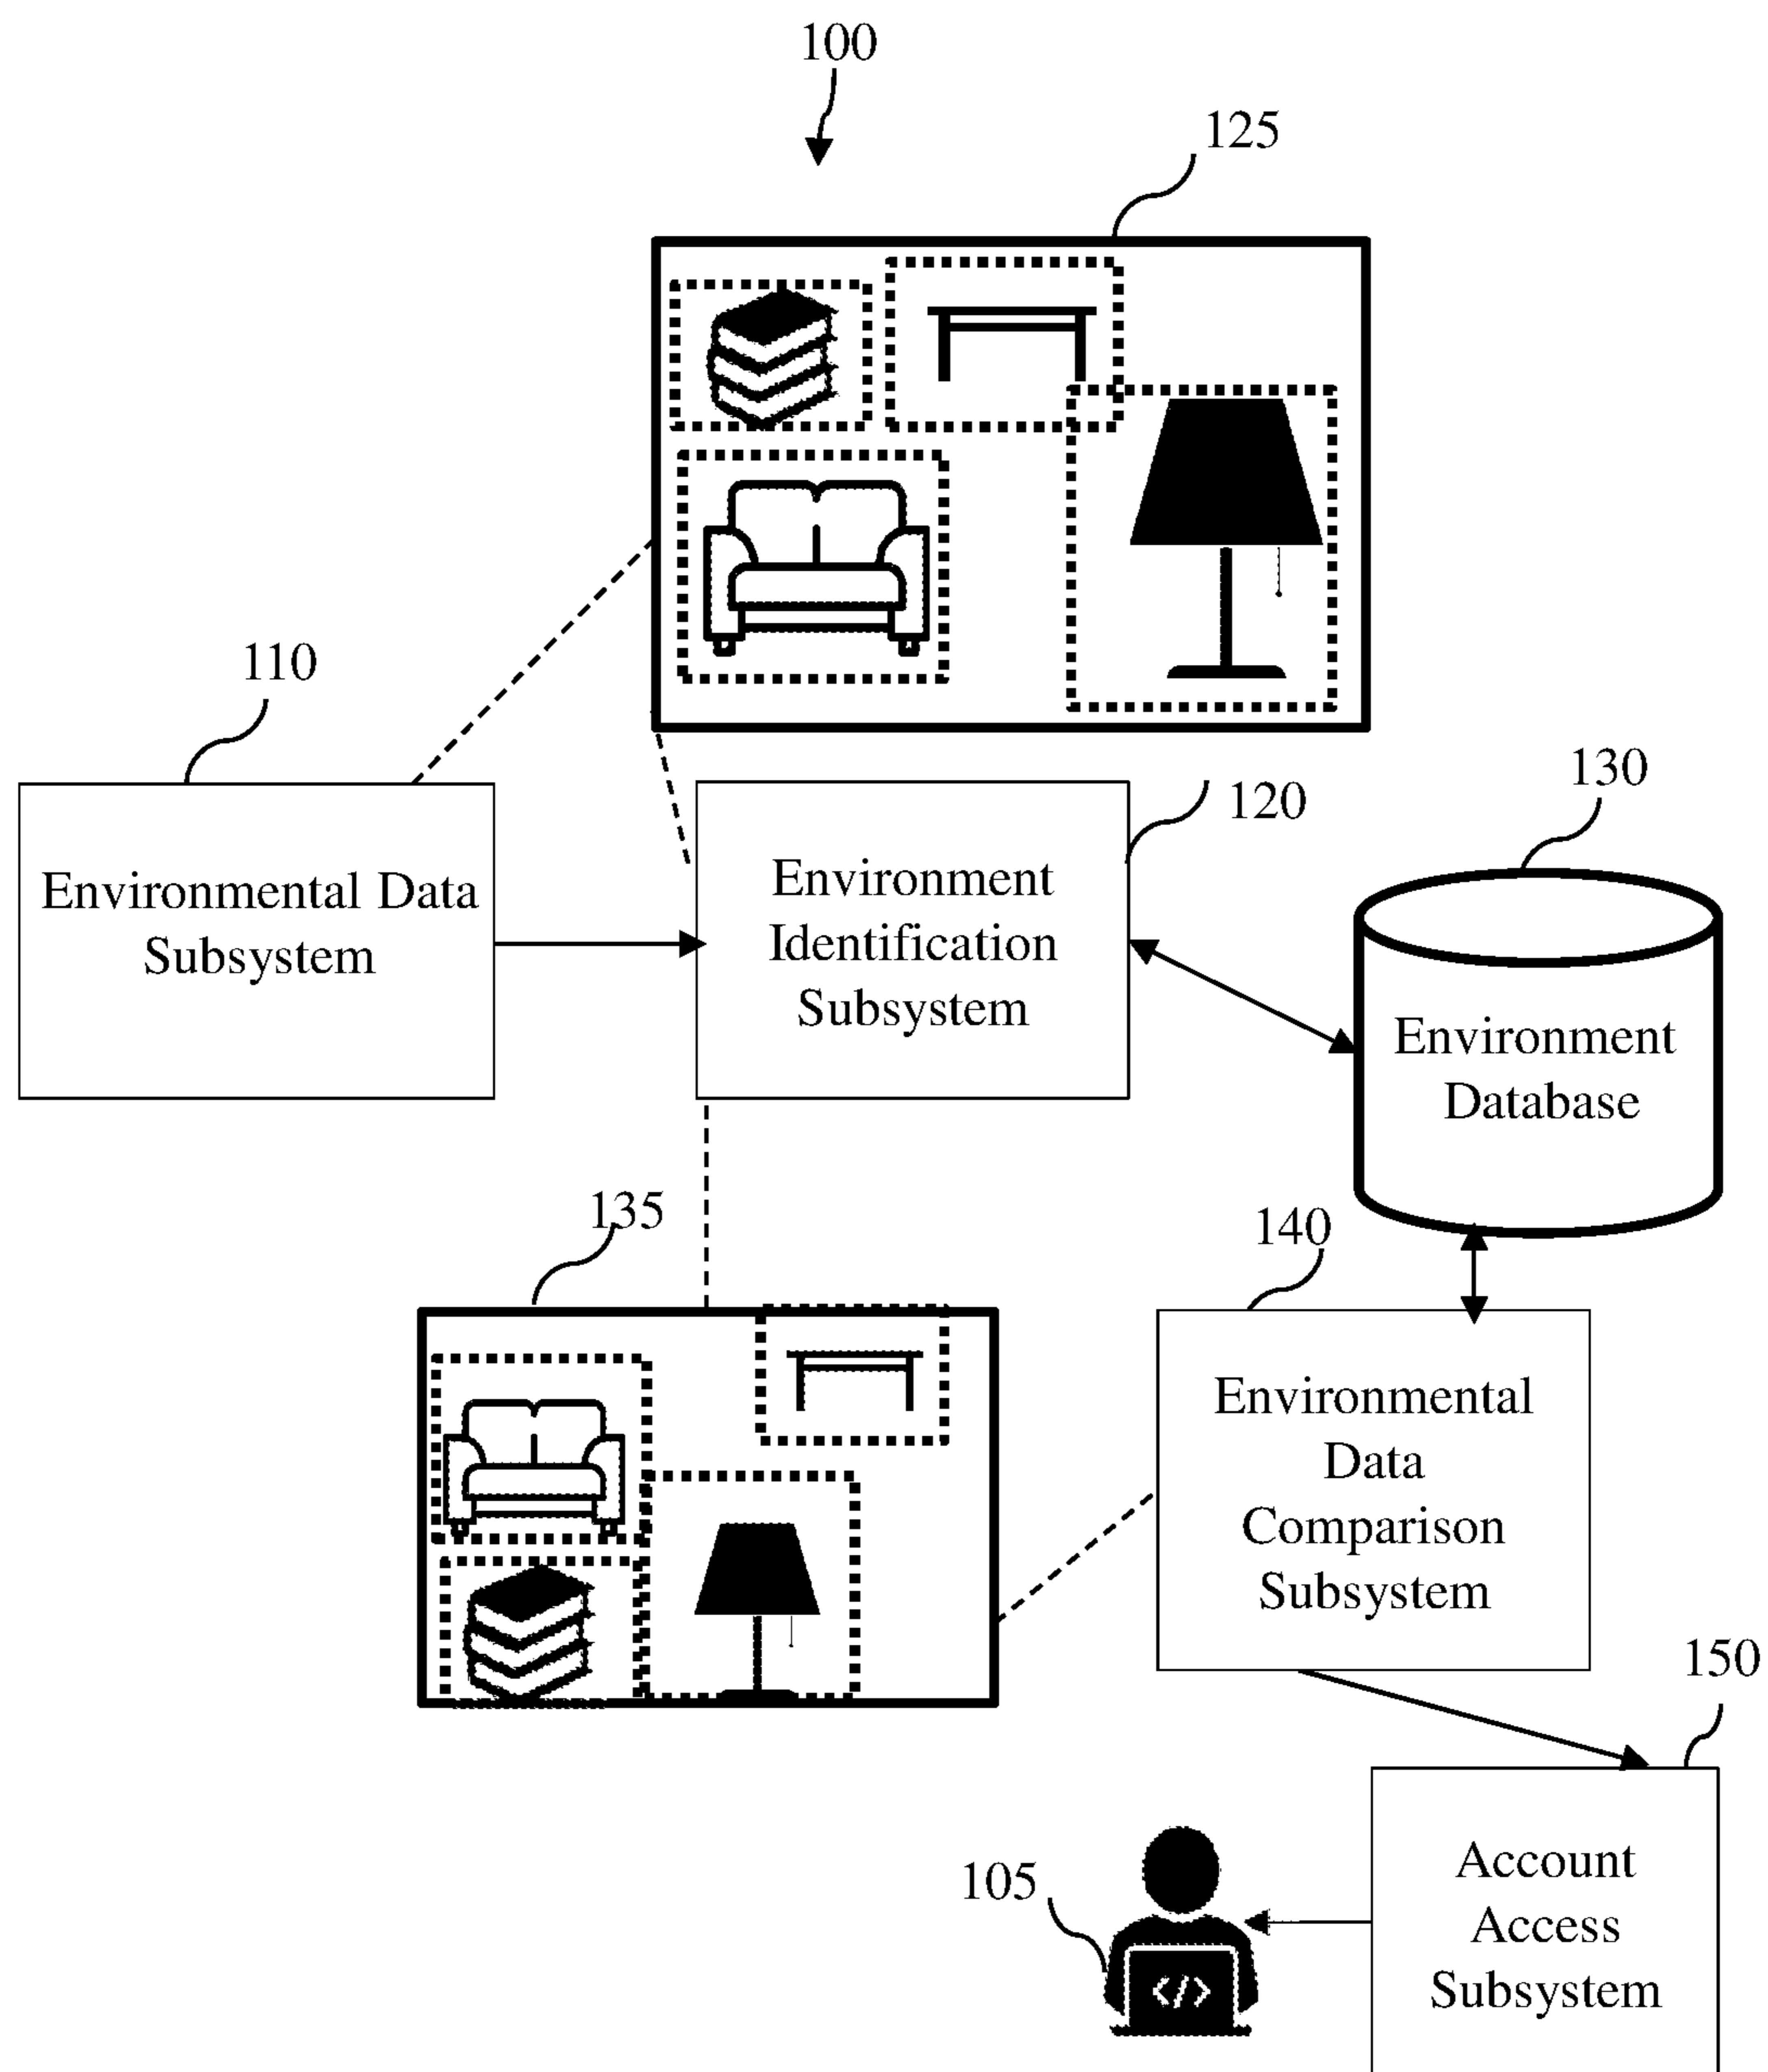 100
125
110
120
130
Environmental Data
Subsystem
Environment
Identification
Subsystem
Environment
Database
135
140
Environmental
Data
Comparison
Subsystem
150
105
</>
Account
Access
Subsystem